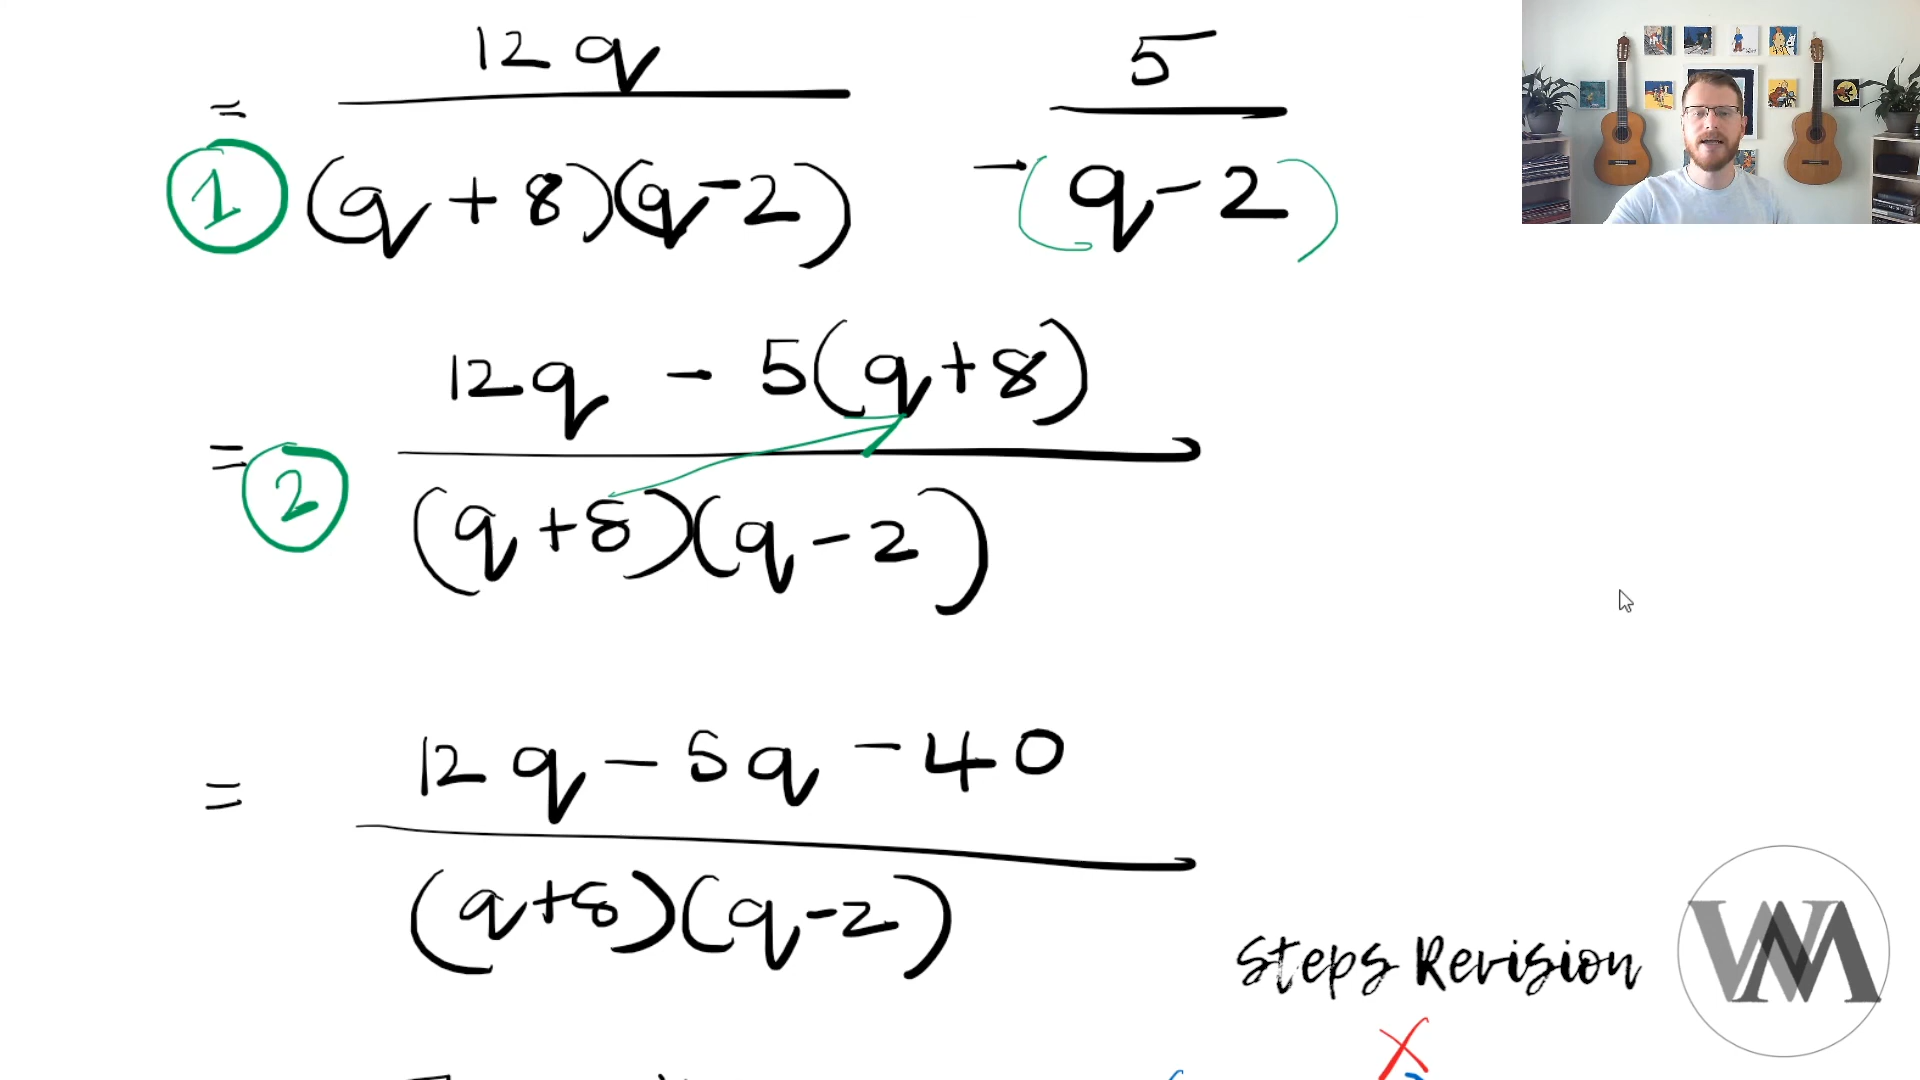 12q 5
= ① (q + 8)(q - 2) - (q - 2)
12q - 5(q + 8)
= ② (q + 8)(q - 2)
12q - 5q - 40
= (q + 8)(q - 2)
Steps Revision
WM